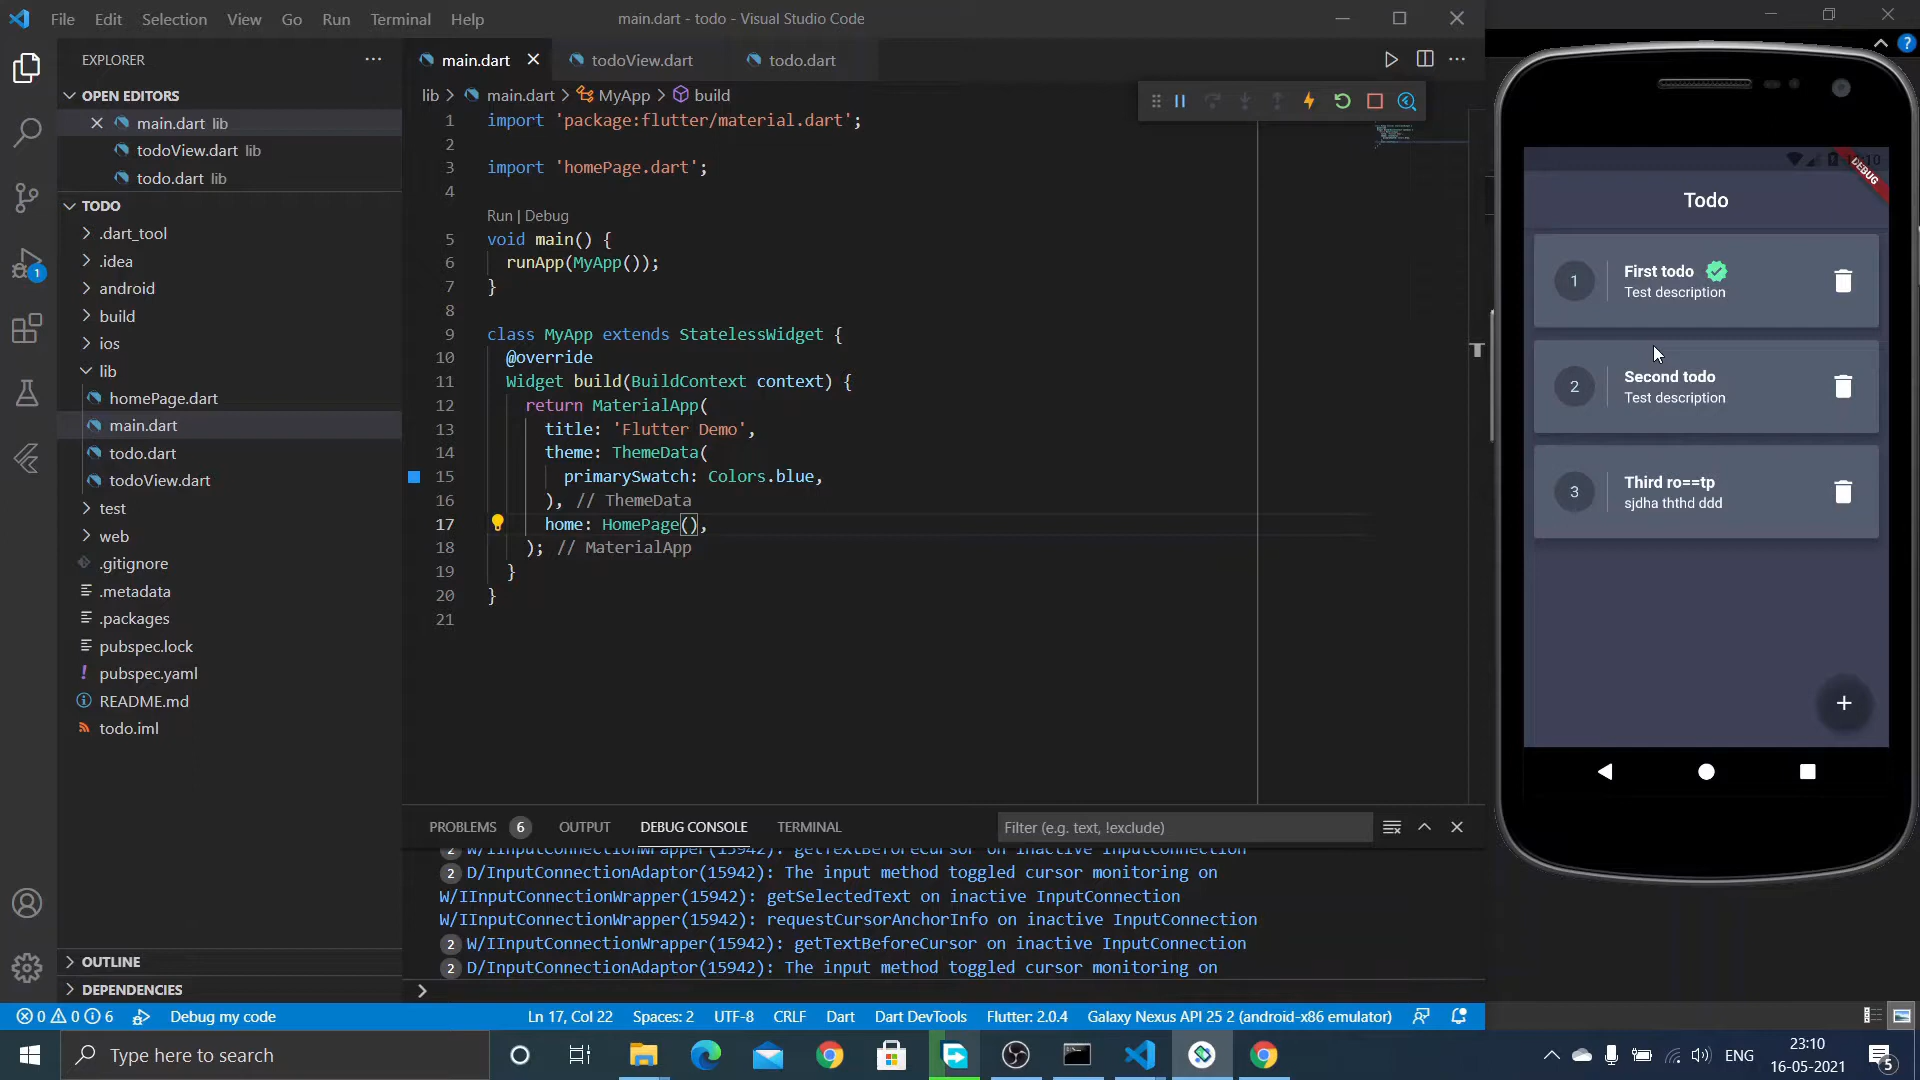 File Edit Selection View Go Run Terminal Help
main.dart - todo - Visual Studio Code
EXPLORER
OPEN EDITORS
main.dart lib
todoView.dart lib
todo.dart lib
TODO
.dart_tool
.idea
android
build
ios
lib
homePage.dart
main.dart
todo.dart
todoView.dart
test
web
.gitignore
.metadata
.packages
pubspec.lock
pubspec.yaml
README.md
todo.iml
OUTLINE
DEPENDENCIES
main.dart todoView.dart todo.dart
lib > main.dart > MyApp > build
1 import 'package:flutter/material.dart';
2
3 import 'homePage.dart';
4
Run | Debug
5 void main() {
6 runApp(MyApp());
7 }
8
9 class MyApp extends StatelessWidget {
10 @override
11 Widget build(BuildContext context) {
12 return MaterialApp(
13 title: 'Flutter Demo',
14 theme: ThemeData(
15 primarySwatch: Colors.blue,
16 ), // ThemeData
17 home: HomePage(),
18 ); // MaterialApp
19 }
20 }
21
PROBLEMS 6 OUTPUT DEBUG CONSOLE TERMINAL
Filter (e.g. text, !exclude)
2 W/IInputConnectionWrapper(15942): getTextBeforeCursor on inactive InputConnection
2 D/InputConnectionAdaptor(15942): The input method toggled cursor monitoring on
W/IInputConnectionWrapper(15942): getSelectedText on inactive InputConnection
W/IInputConnectionWrapper(15942): requestCursorAnchorInfo on inactive InputConnection
2 W/IInputConnectionWrapper(15942): getTextBeforeCursor on inactive InputConnection
2 D/InputConnectionAdaptor(15942): The input method toggled cursor monitoring on
DEBUG
Todo
1 First todo
Test description
2 Second todo
Test description
3 Third ro==tp
sjdha ththd ddd
0 0 6 Debug my code
Ln 17, Col 22 Spaces: 2 UTF-8 CRLF Dart Dart DevTools Flutter: 2.0.4 Galaxy Nexus API 25 2 (android-x86 emulator)
Type here to search
ENG
23:10
16-05-2021
5
1